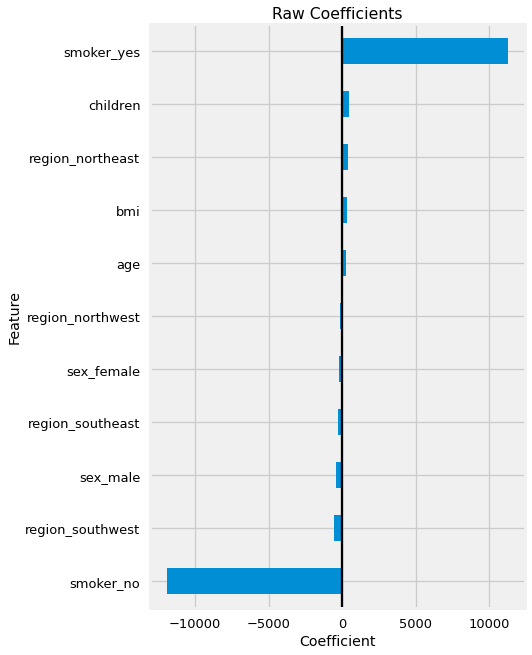 Raw Coefficients
smoker_yes
children
region_northeast
bmi
age
region_northwest
sex_female
region_southeast
sex_male
region_southwest
smoker_no
Feature
−10000 −5000 0 5000 10000
Coefficient